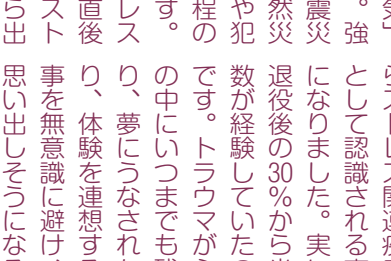 。強
震災
然災
や犯
程の
す。
レス
直後
スト
ら出
として認識される
になりました。実
退役後の30％から
数が経験していたの
です。トラウマが
の中にいつまでも残
り、夢にうなされ
り、体験を連想する
事を無意識に避け、
思い出しそうになる